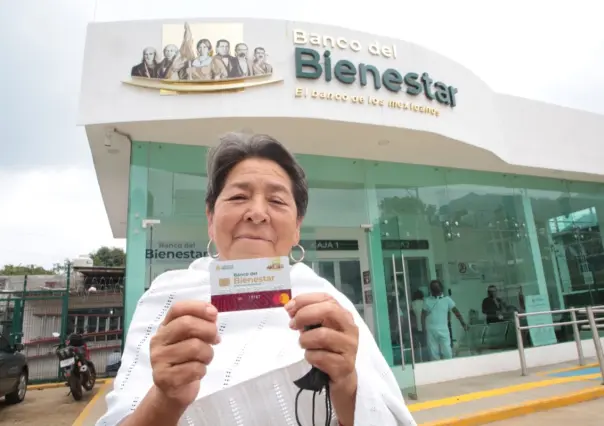 Banco del
Bienestar
El banco de los mexicanos
Banco del
Bienestar
CAJA 1
Banco del
Bienestar